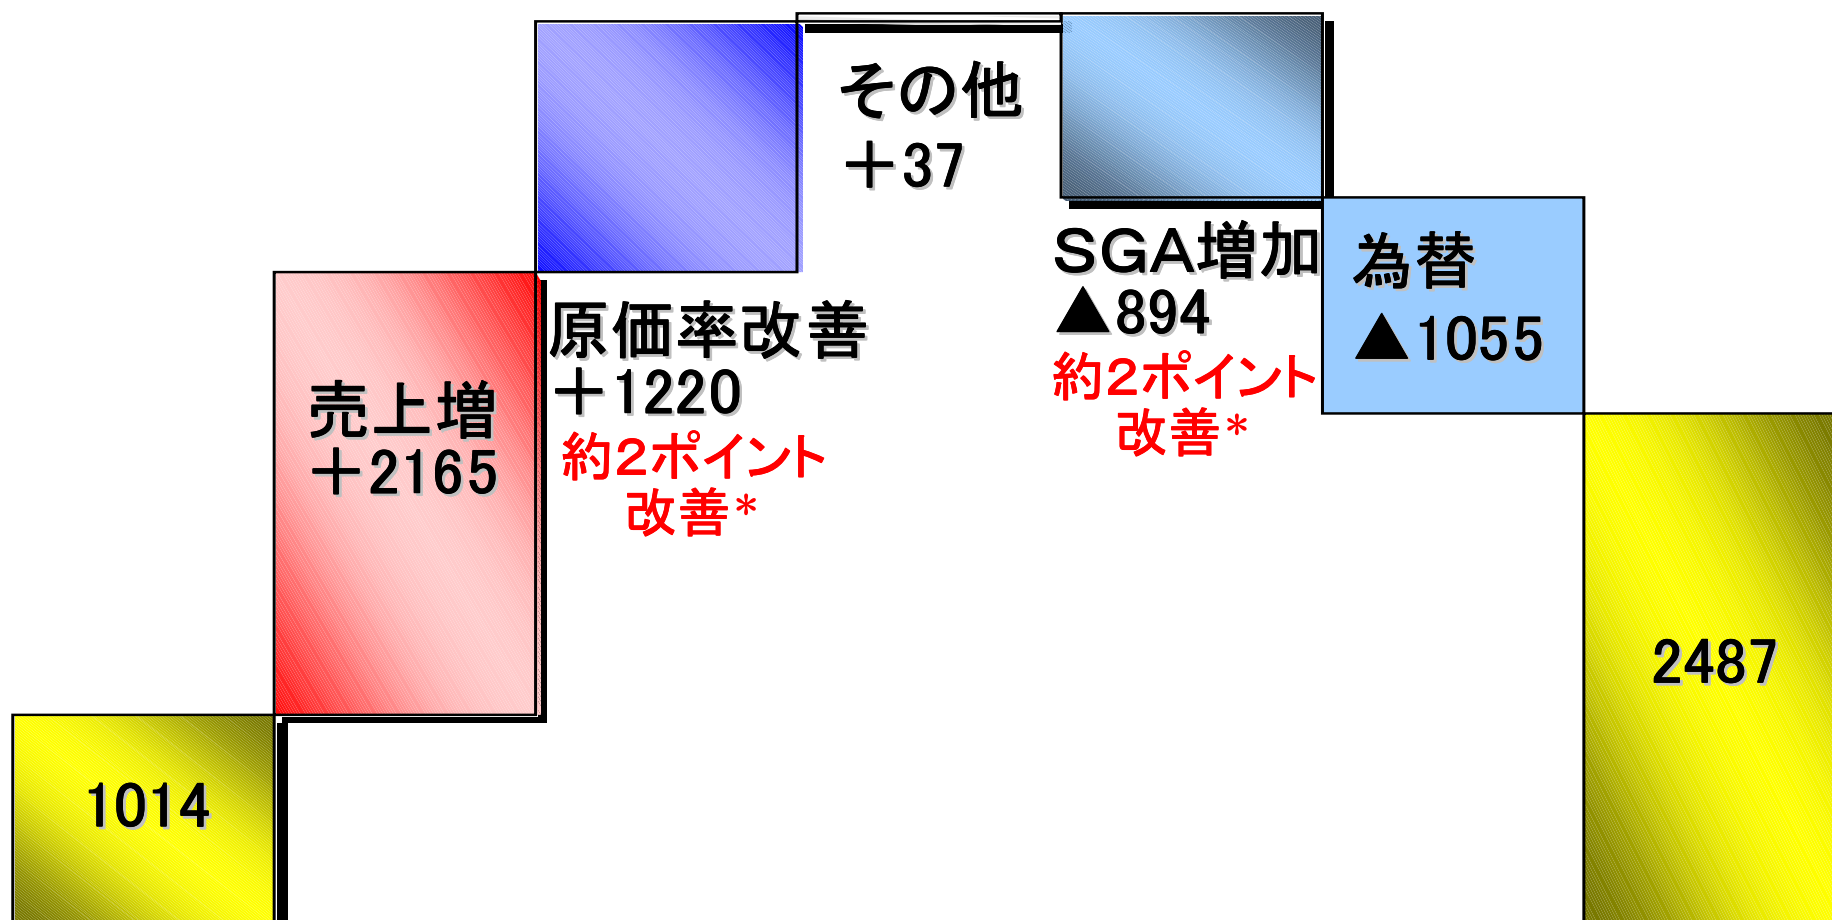 その他
＋37
ＳＧＡ増加
▲894
約２ポイント
改善*
為替
▲1055
原価率改善
＋1220
約２ポイント
改善*
売上増
＋2165
2487
1014